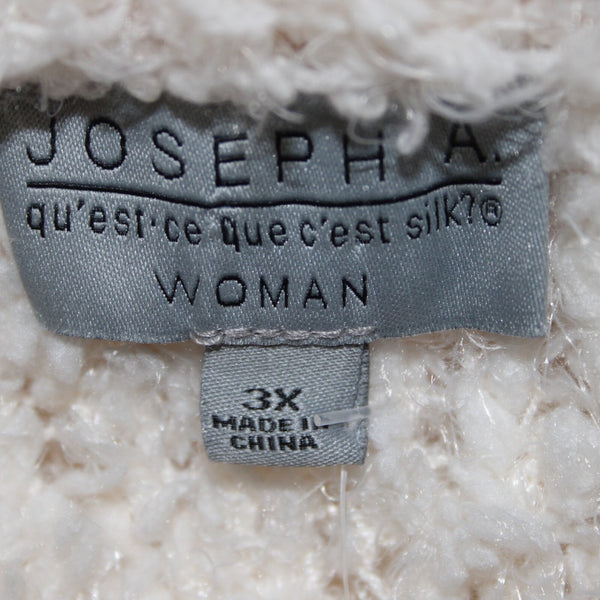 JOSEPH A.
qu'est·ce que c'est silk?®
WOMAN
3X
MADE IN
CHINA